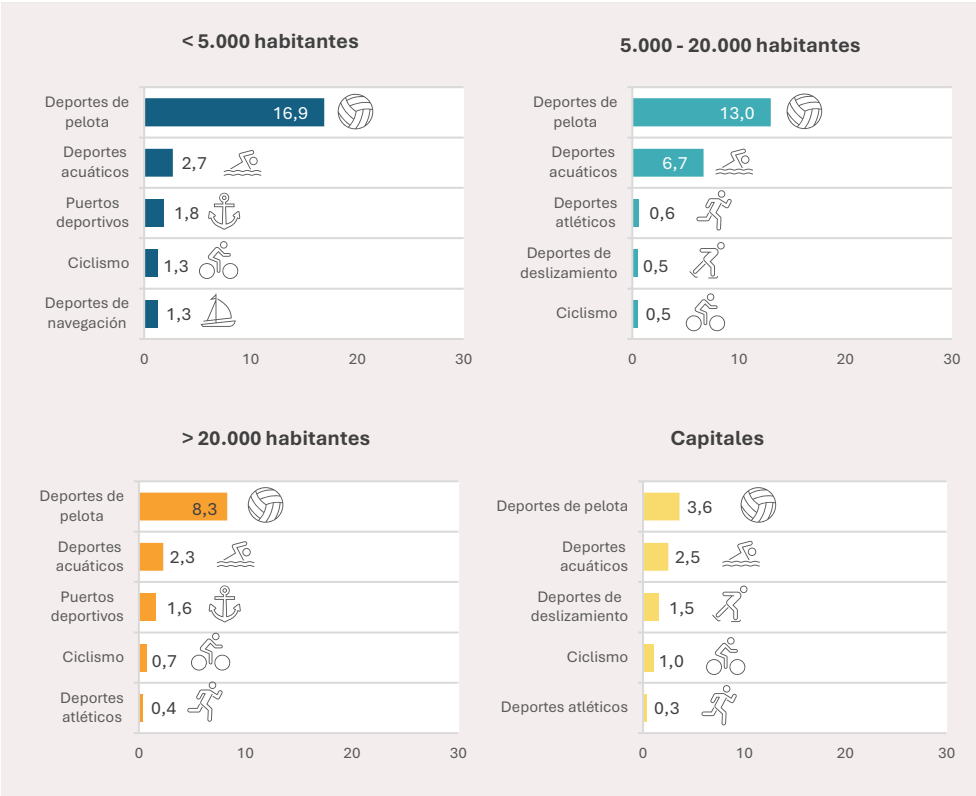 < 5.000 habitantes
Deportes de
pelota
16,9
Deportes
acuáticos
2,7
Puertos
deportivos
1,8
Ciclismo
1,3
Deportes de
navegación
1,3
0 10 20 30
5.000 - 20.000 habitantes
Deportes de
pelota
13,0
Deportes
acuáticos
6,7
Deportes
atléticos
0,6
Deportes de
deslizamiento
0,5
Ciclismo
0,5
0 10 20 30
> 20.000 habitantes
Deportes de
pelota
8,3
Deportes
acuáticos
2,3
Puertos
deportivos
1,6
Ciclismo
0,7
Deportes
atléticos
0,4
0 10 20 30
Capitales
Deportes de pelota
3,6
Deportes
acuáticos
2,5
Deportes de
deslizamiento
1,5
Ciclismo
1,0
Deportes atléticos
0,3
0 10 20 30